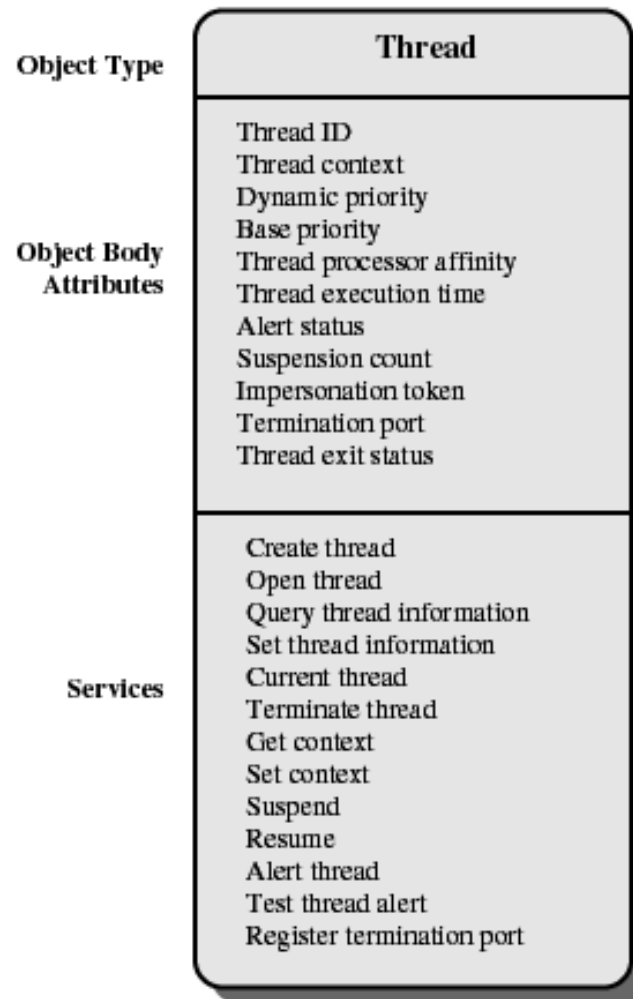 Object Type
Thread
Object Body
Attributes
Thread ID
Thread context
Dynamic priority
Base priority
Thread processor affinity
Thread execution time
Alert status
Suspension count
Impersonation token
Termination port
Thread exit status
Services
Create thread
Open thread
Query thread information
Set thread information
Current thread
Terminate thread
Get context
Set context
Suspend
Resume
Alert thread
Test thread alert
Register termination port